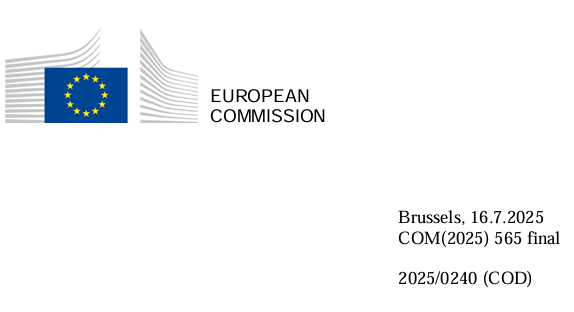 EUROPEAN
COMMISSION
Brussels, 16.7.2025
COM(2025) 565 final
2025/0240 (COD)